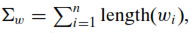 Σ_w = ∑_{i=1}^{n} length(w_i),